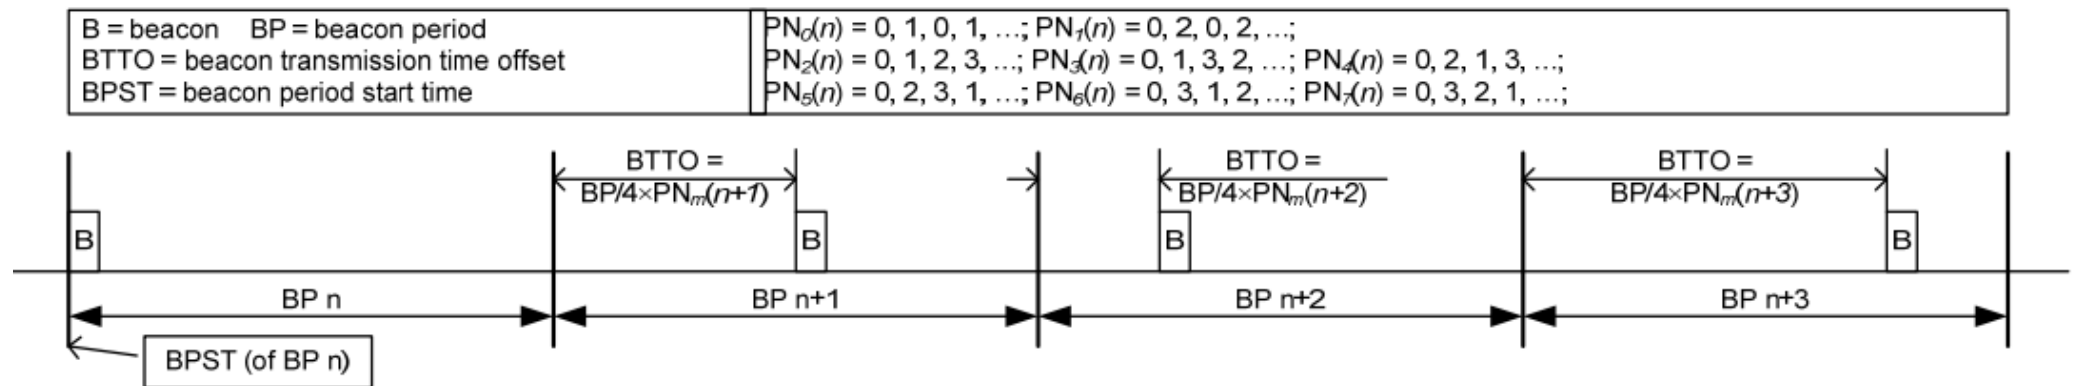 B = beacon BP = beacon period
BTTO = beacon transmission time offset
BPST = beacon period start time
PN0(n) = 0, 1, 0, 1, …; PN1(n) = 0, 2, 0, 2, …;
PN2(n) = 0, 1, 2, 3, …; PN3(n) = 0, 1, 3, 2, …; PN4(n) = 0, 2, 1, 3, …;
PN5(n) = 0, 2, 3, 1, …; PN6(n) = 0, 3, 1, 2, …; PN7(n) = 0, 3, 2, 1, …;
BTTO =
BP/4×PNm(n+1)
BTTO =
BP/4×PNm(n+2)
BTTO =
BP/4×PNm(n+3)
B
B
B
B
BP n
BP n+1
BP n+2
BP n+3
BPST (of BP n)